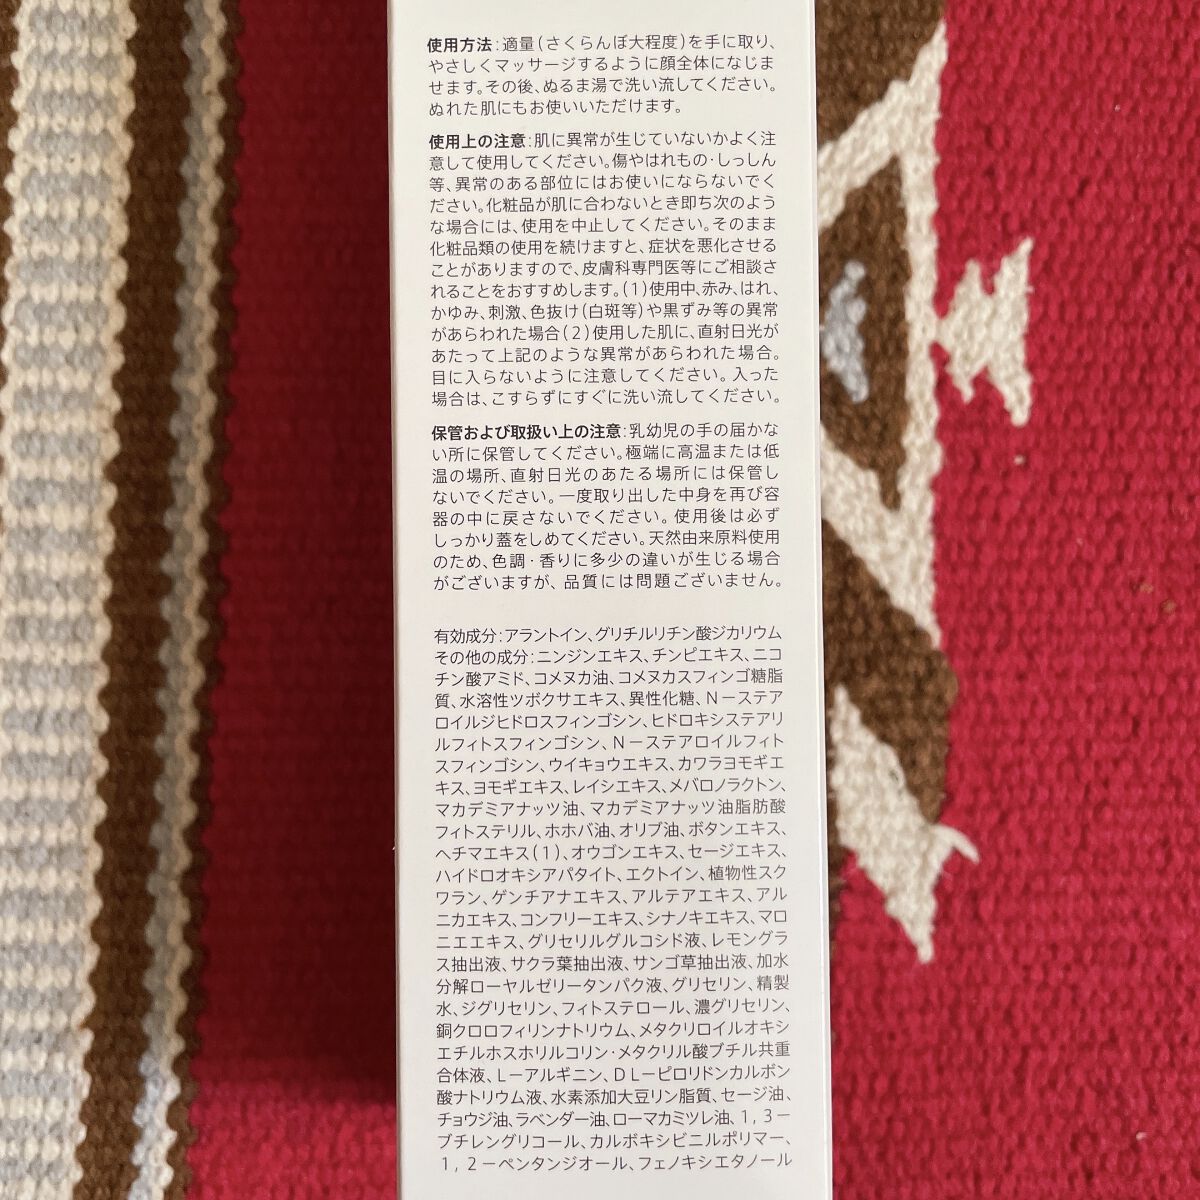 使用方法:適量(さくらんぼ大程度)を手に取り、
やさしくマッサージするように顔全体になじま
せます。その後、ぬるま湯で洗い流してください。
ぬれた肌にもお使いいただけます。
使用上の注意:肌に異常が生じていないかよく注
意して使用してください。傷やはれもの・しっしん
等、異常のある部位にはお使いにならないでく
ださい。化粧品が肌に合わないとき即ち次のよう
な場合には、使用を中止してください。そのまま
化粧品類の使用を続けますと、症状を悪化させる
ことがありますので、皮膚科専門医等にご相談さ
れることをおすすめします。(1)使用中、赤み、はれ、
かゆみ、刺激、色抜け(白斑等)や黒ずみ等の異常
があらわれた場合(2)使用した肌に、直射日光が
あたって上記のような異常があらわれた場合。
目に入らないように注意してください。入った
場合は、こすらずにすぐに洗い流してください。
保管および取扱い上の注意:乳幼児の手の届かな
い所に保管してください。極端に高温または低
温の場所、直射日光のあたる場所には保管し
ないでください。一度取り出した中身を再び容
器の中に戻さないでください。使用後は必ず
しっかり蓋をしめてください。天然由来原料使用
のため、色調・香りに多少の違いが生じる場合
がございますが、品質には問題ございません。
有効成分:アラントイン、グリチルリチン酸ジカリウム
その他の成分:ニンジンエキス、チンピエキス、ニコ
チン酸アミド、コメヌカ油、コメヌカスフィンゴ糖脂
質、水溶性ツボクサエキス、異性化糖、N-ステア
ロイルジヒドロスフィンゴシン、ヒドロキシステアリ
ルフィトスフィンゴシン、N-ステアロイルフィト
スフィンゴシン、ウイキョウエキス、カワラヨモギエ
キス、ヨモギエキス、レイシエキス、メバロノラクトン、
マカデミアナッツ油、マカデミアナッツ油脂肪酸
フィトステリル、ホホバ油、オリブ油、ボタンエキス、
ヘチマエキス(1)、オウゴンエキス、セージエキス、
ハイドロオキシアパタイト、エクトイン、植物性スク
ワラン、ゲンチアナエキス、アルテアエキス、アル
ニカエキス、コンフリーエキス、シナノキエキス、マロ
ニエエキス、グリセリルグルコシド液、レモングラ
ス抽出液、サクラ葉抽出液、サンゴ草抽出液、加水
分解ローヤルゼリータンパク液、グリセリン、精製
水、ジグリセリン、フィトステロール、濃グリセリン、
銅クロロフィリンナトリウム、メタクリロイルオキシ
エチルホスホリルコリン・メタクリル酸ブチル共重
合体液、L-アルギニン、DL-ピロリドンカルボン
酸ナトリウム液、水素添加大豆リン脂質、セージ油、
チョウジ油、ラベンダー油、ローマカミツレ油、1,3-
ブチレングリコール、カルボキシビニルポリマー、
1,2-ペンタンジオール、フェノキシエタノール